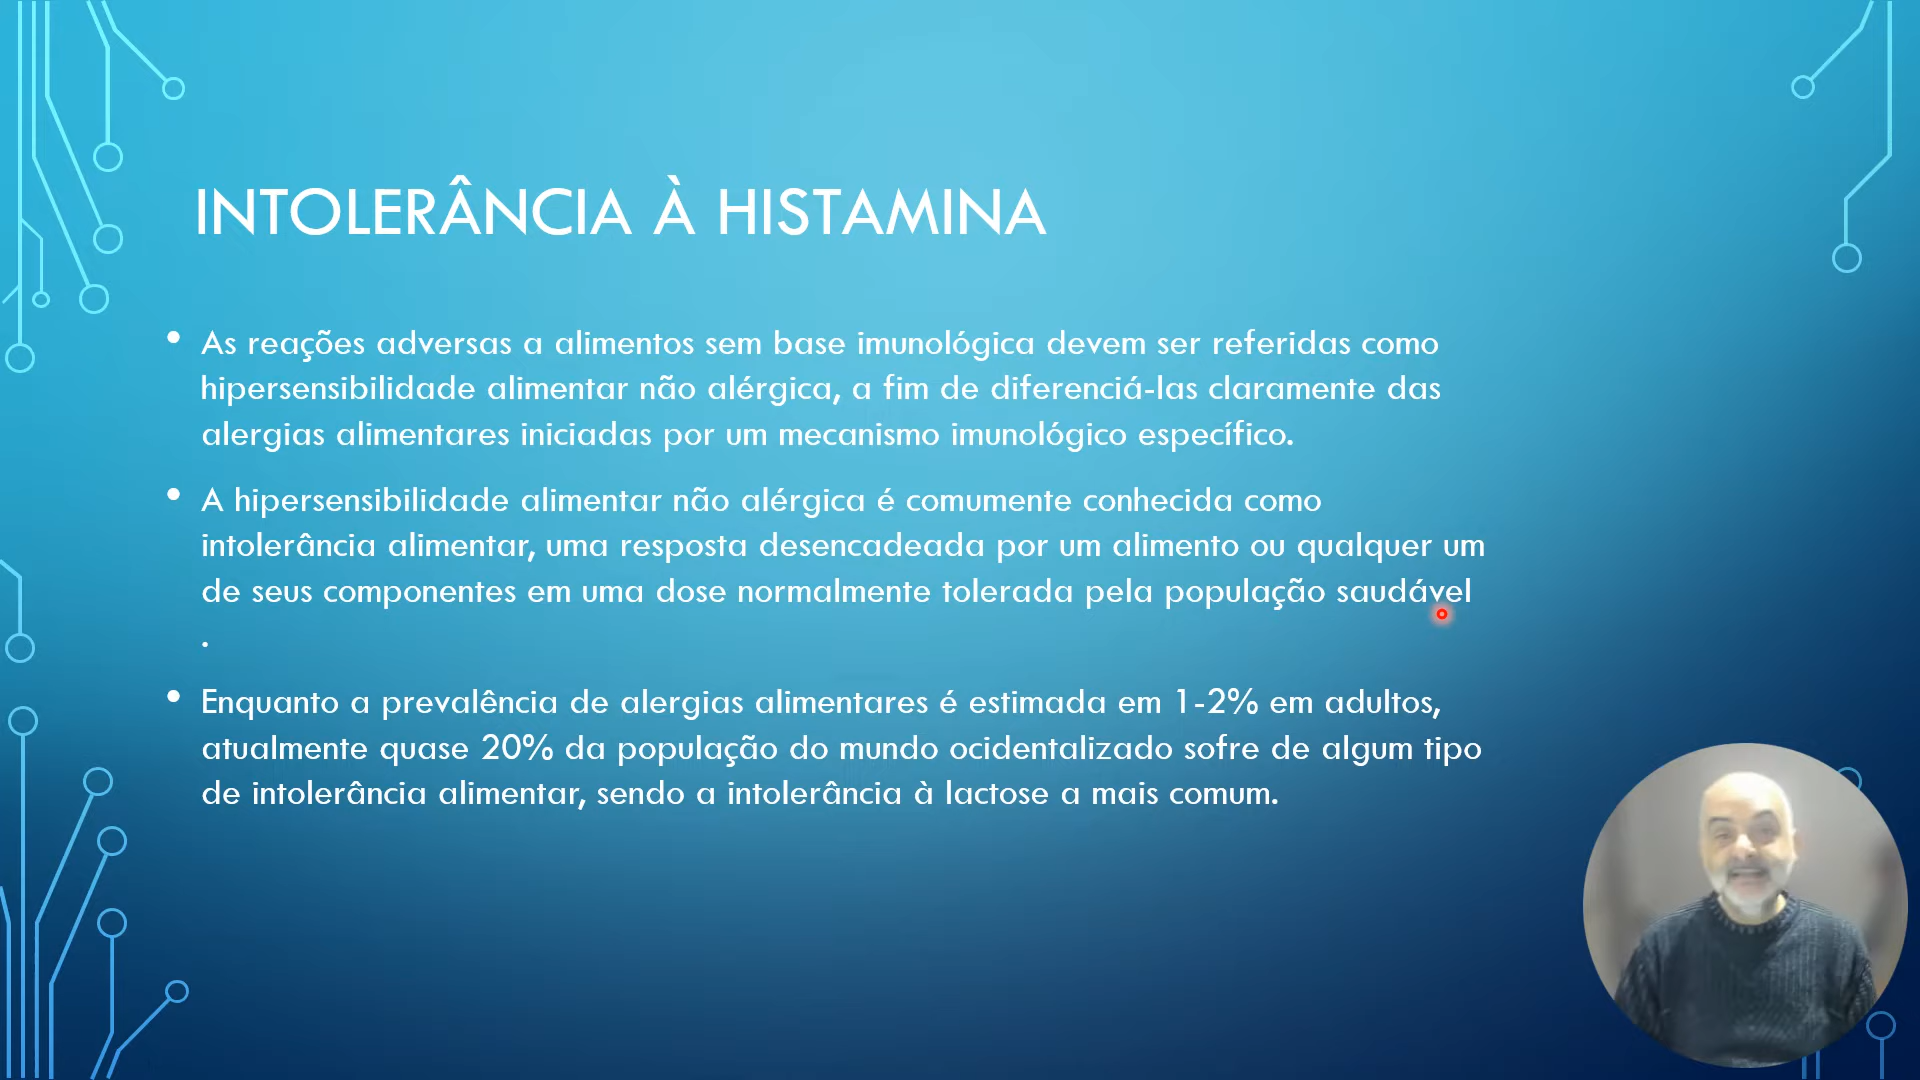 INTOLERÂNCIA À HISTAMINA
• As reações adversas a alimentos sem base imunológica devem ser referidas como
hipersensibilidade alimentar não alérgica, a fim de diferenciá-las claramente das
alergias alimentares iniciadas por um mecanismo imunológico específico.
• A hipersensibilidade alimentar não alérgica é comumente conhecida como
intolerância alimentar, uma resposta desencadeada por um alimento ou qualquer um
de seus componentes em uma dose normalmente tolerada pela população saudável
.
• Enquanto a prevalência de alergias alimentares é estimada em 1-2% em adultos,
atualmente quase 20% da população do mundo ocidentalizado sofre de algum tipo
de intolerância alimentar, sendo a intolerância à lactose a mais comum.